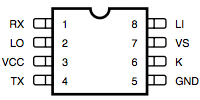 RX 1 8 LI
LO 2 7 VS
VCC 3 6 K
TX 4 5 GND